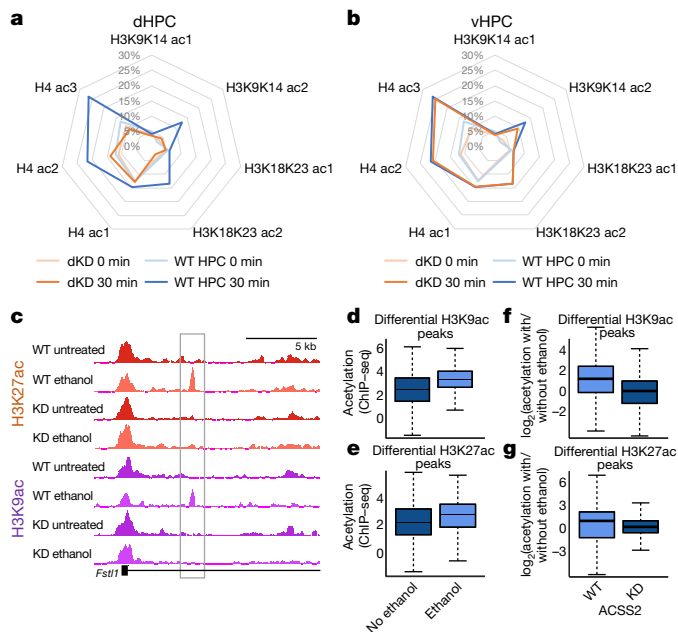 a
dHPC
H3K9K14 ac1
30%
25%
20%
15%
10%
5%
0%
H3K9K14 ac2
H3K18K23 ac1
H3K18K23 ac2
H4 ac1
H4 ac2
H4 ac3
dKD 0 min
WT HPC 0 min
dKD 30 min
WT HPC 30 min
b
vHPC
H3K9K14 ac1
30%
25%
20%
15%
10%
5%
0%
H3K9K14 ac2
H3K18K23 ac1
H3K18K23 ac2
H4 ac1
H4 ac2
H4 ac3
dKD 0 min
WT HPC 0 min
dKD 30 min
WT HPC 30 min
c
5 kb
H3K27ac
WT untreated
WT ethanol
KD untreated
KD ethanol
H3K9ac
WT untreated
WT ethanol
KD untreated
KD ethanol
Fstl1
d
Differential H3K9ac
peaks
Acetylation
(ChIP–seq)
6
4
2
0
e
Differential H3K27ac
peaks
Acetylation
(ChIP–seq)
4
2
0
No ethanol
Ethanol
f
Differential H3K9ac
peaks
log2(acetylation with/
without ethanol)
4
2
0
−2
g
Differential H3K27ac
peaks
log2(acetylation with/
without ethanol)
6
3
0
−3
WT
KD
ACSS2